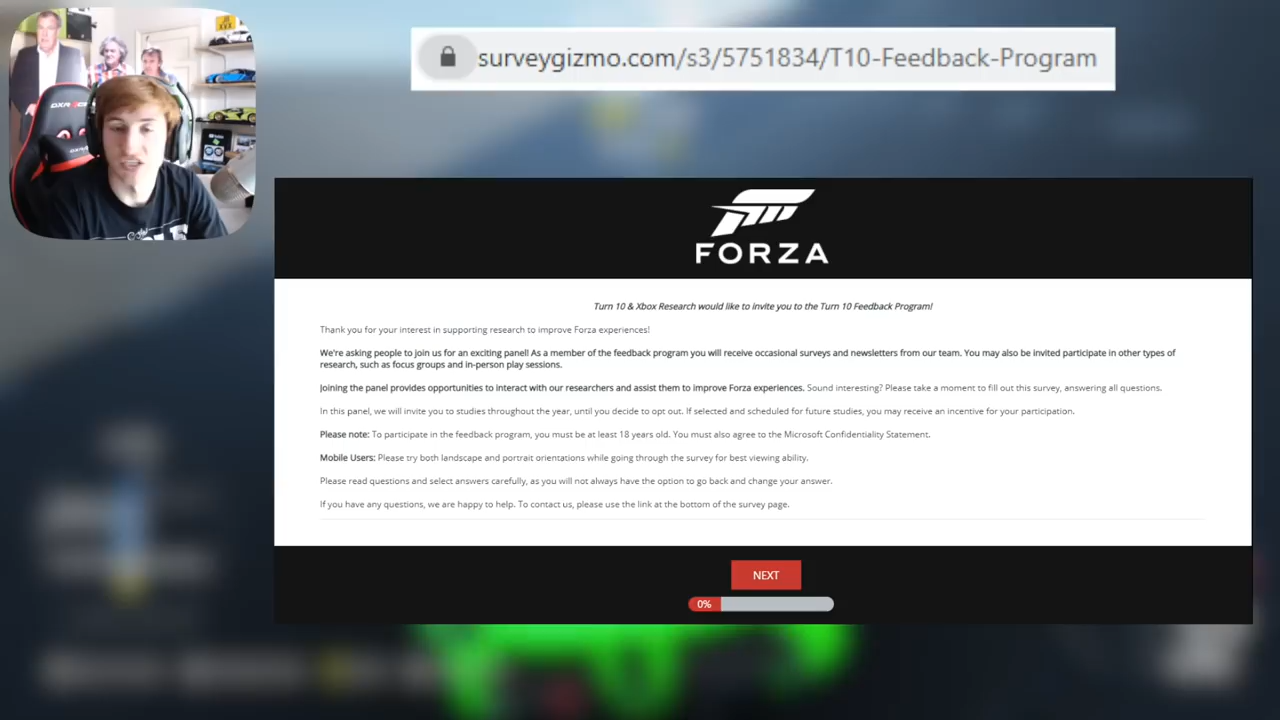 surveygizmo.com/s3/5751834/T10-Feedback-Program
FORZA
Turn 10 & Xbox Research would like to invite you to the Turn 10 Feedback Program!
Thank you for your interest in supporting research to improve Forza experiences!
We're asking people to join us for an exciting panel! As a member of the feedback program you will receive occasional surveys and newsletters from our team. You may also be invited participate in other types of
research, such as focus groups and in-person play sessions.
Joining the panel provides opportunities to interact with our researchers and assist them to improve Forza experiences. Sound interesting? Please take a moment to fill out this survey, answering all questions.
In this panel, we will invite you to studies throughout the year, until you decide to opt out. If selected and scheduled for future studies, you may receive an incentive for your participation.
Please note: To participate in the feedback program, you must be at least 18 years old. You must also agree to the Microsoft Confidentiality Statement.
Mobile Users: Please try both landscape and portrait orientations while going through the survey for best viewing ability.
Please read questions and select answers carefully, as you will not always have the option to go back and change your answer.
If you have any questions, we are happy to help. To contact us, please use the link at the bottom of the survey page.
NEXT
0%